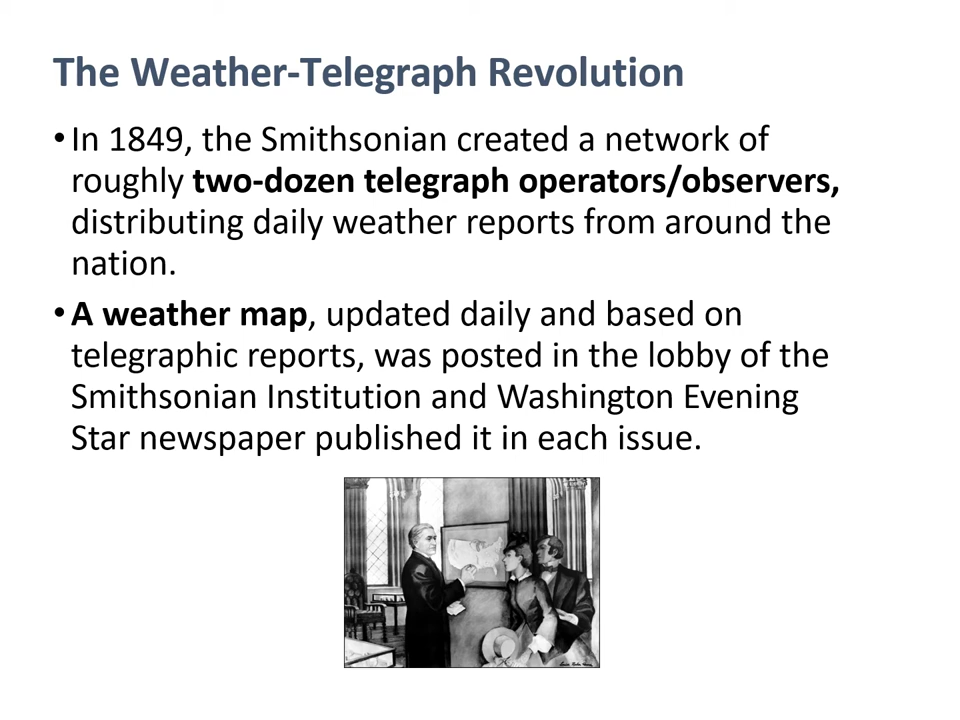 The Weather-Telegraph Revolution
• In 1849, the Smithsonian created a network of
roughly two-dozen telegraph operators/observers,
distributing daily weather reports from around the
nation.
• A weather map, updated daily and based on
telegraphic reports, was posted in the lobby of the
Smithsonian Institution and Washington Evening
Star newspaper published it in each issue.